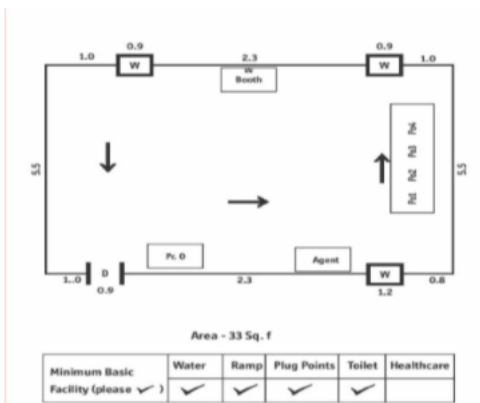 0.9 0.9
1.0 2.3 1.0
W W
Booth
5.5 5.5
Po1 Po2 Po3 Po4
Pr. O
Agent
D W
1..0 2.3 0.8
0.9 1.2
Area - 33 Sq. f
Minimum Basic Facility (please ✓ ) Water Ramp Plug Points Toilet Healthcare
✓ ✓ ✓ ✓